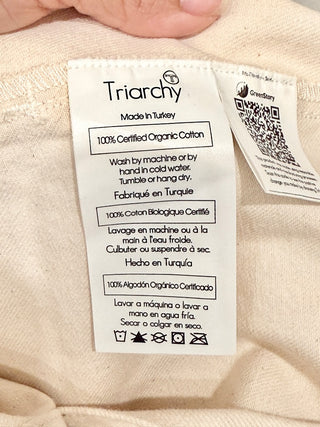 Triarchy
Made in Turkey
100% Certified Organic Cotton
Wash by machine or by
hand in cold water.
Tumble or hang dry.
Fabriqué en Turquie
100% Coton Biologique Certifié
Lavage en machine ou à la
main à l'eau froide.
Culbuter ou suspendre à sec.
Hecho en Turquía
100% Algodón Orgánico Certificado
Lavar a máquina o lavar a
mano en agua fría.
Secar o colgar en seco.
GreenStory